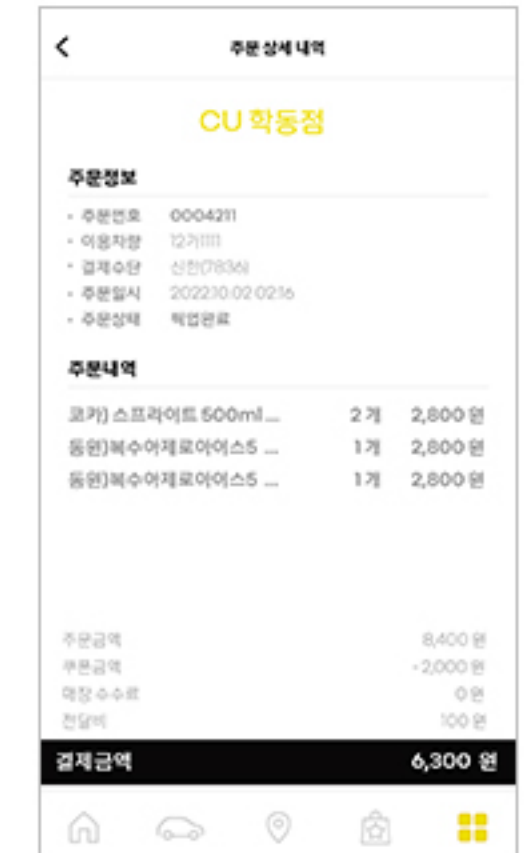 주문 상세 내역
CU 학동점
주문정보
• 주문번호 0004211
• 이용차량 12가1111
• 결제수단 신한(7836)
• 주문일시 2022.10.02 02:16
• 주문상태 픽업완료
주문내역
코카) 스프라이트 500ml ... 2 개 2,800 원
동원)복수아제로아이스5 ... 1 개 2,800 원
동원)복수아제로아이스5 ... 1 개 2,800 원
주문금액 8,400 원
쿠폰금액 -2,000 원
매장 수수료 0 원
전달비 100 원
결제금액 6,300 원